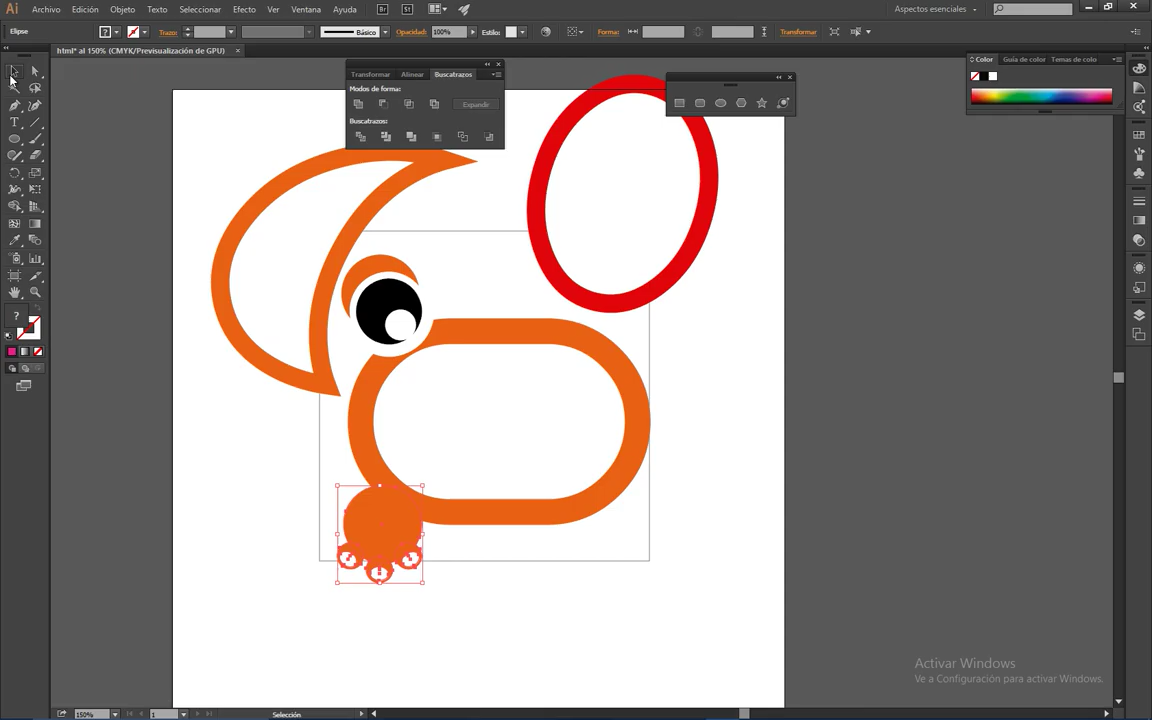 Ai Archivo Edición Objeto Texto Seleccionar Efecto Ver Ventana Ayuda Br St Aspectos esenciales
Elipse Trazo: Básico Opacidad: 100% Estilo: Forma: Transformar
html* al 150% (CMYK/Previsualización de GPU)
Transformar Alinear Buscatrazos
Modos de forma:
Expandir
Buscatrazos:
Color Guía de color Temas de colo
Activar Windows
Ve a Configuración para activar Windows.
150% 1 Selección